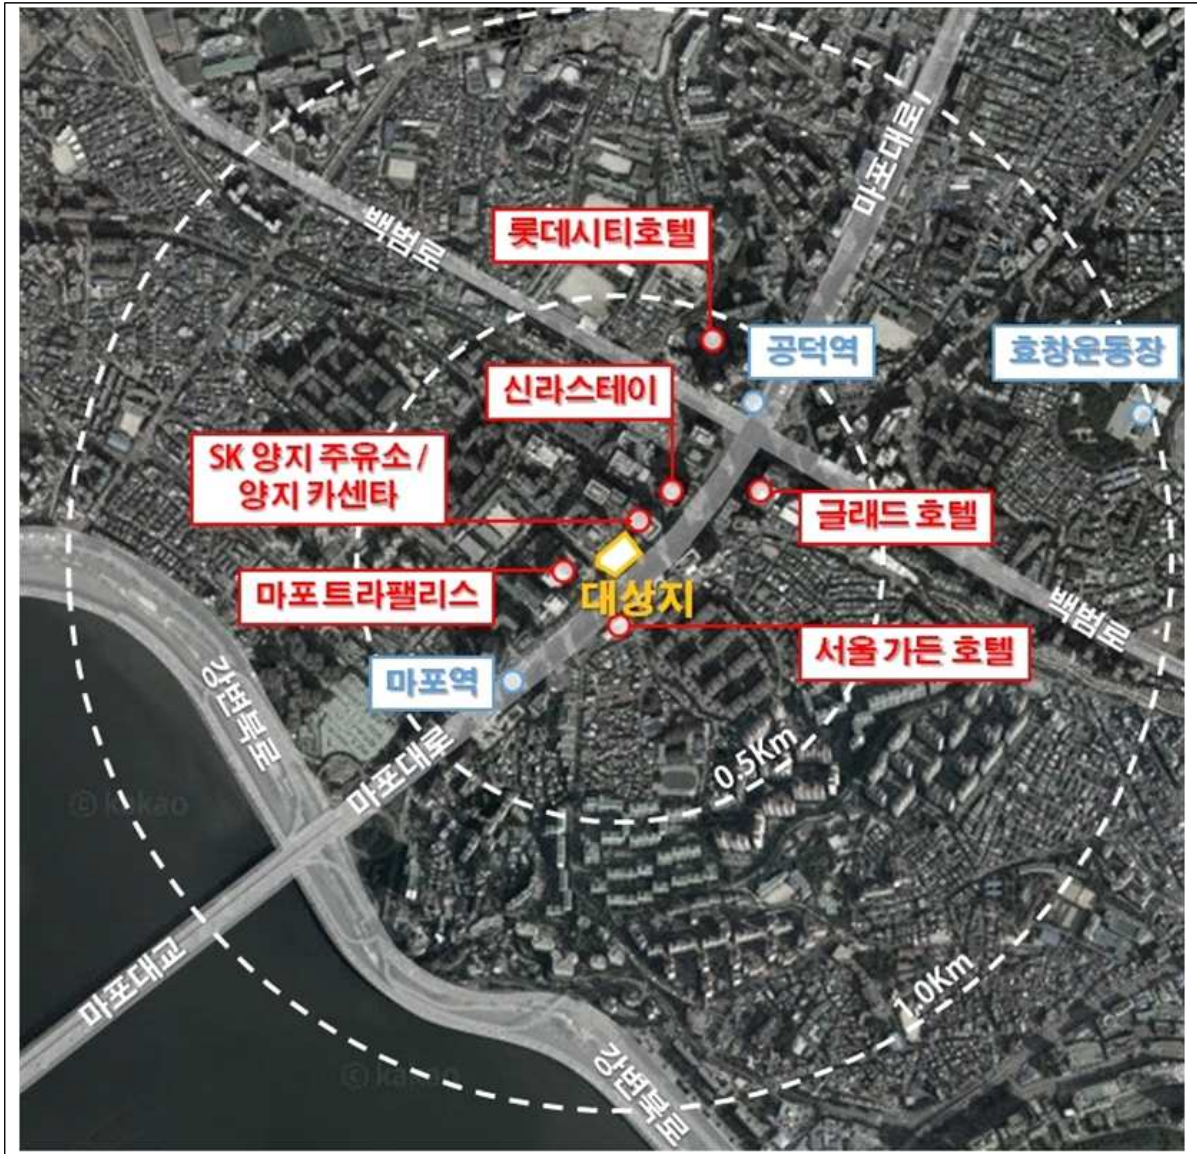 마포대로
백범로
롯데시티호텔
공덕역
효창운동장
신라스테이
SK 양지 주유소 /
양지 카센타
글래드 호텔
마포트라팰리스
대상지
백범로
서울 가든 호텔
마포역
강변북로
0.5Km
마포대로
ⓒ kakao
마포대교
1.0Km
ⓒ kakao
강변북로